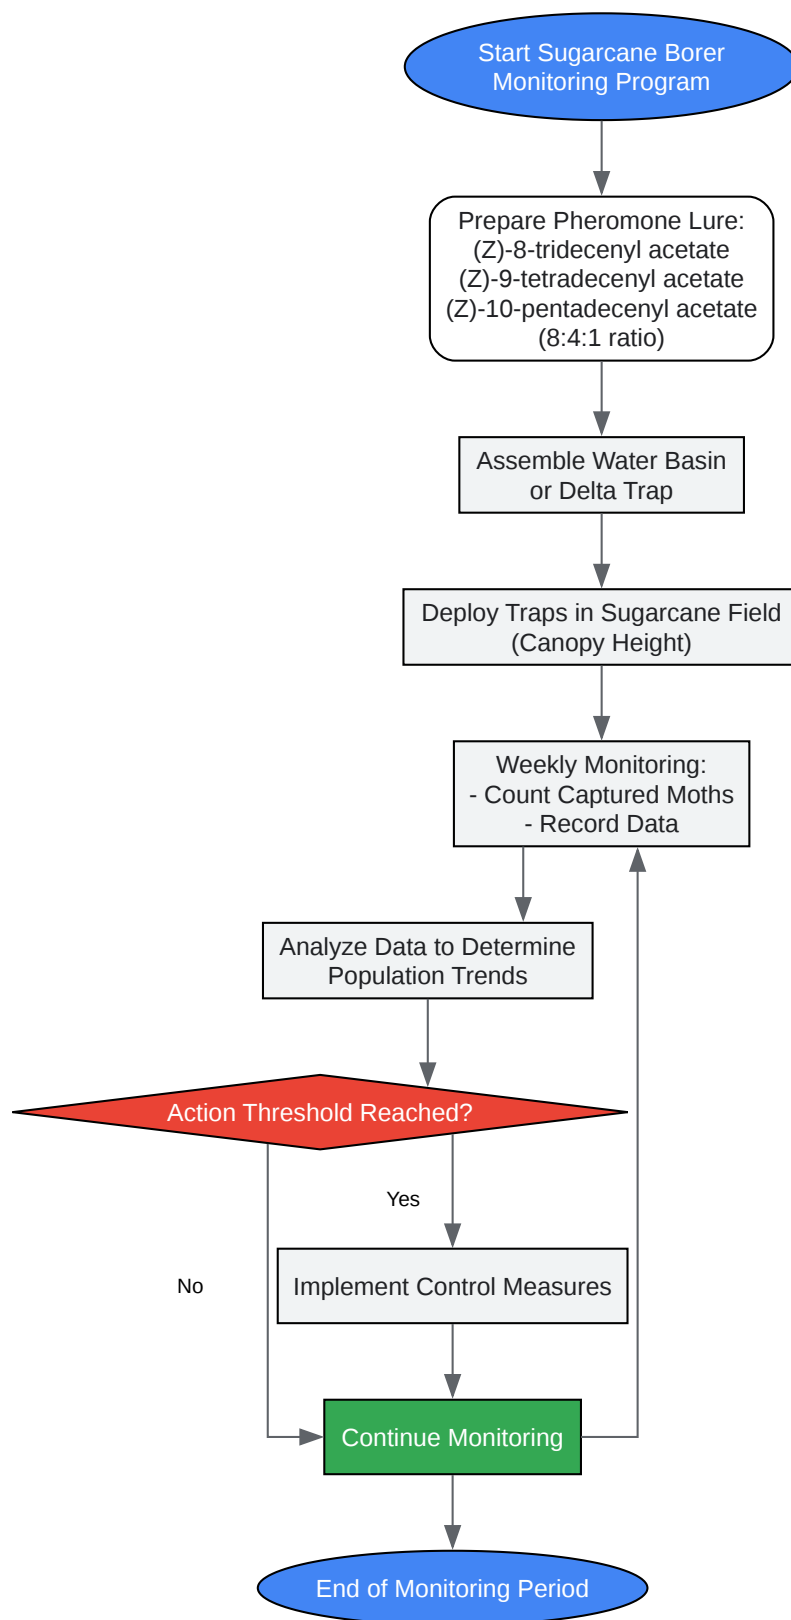 Start Sugarcane Borer
Monitoring Program
Prepare Pheromone Lure:
(Z)-8-tridecenyl acetate
(Z)-9-tetradecenyl acetate
(Z)-10-pentadecenyl acetate
(8:4:1 ratio)
Assemble Water Basin
or Delta Trap
Deploy Traps in Sugarcane Field
(Canopy Height)
Weekly Monitoring:
- Count Captured Moths
- Record Data
Analyze Data to Determine
Population Trends
Action Threshold Reached?
Yes
No
Implement Control Measures
Continue Monitoring
End of Monitoring Period